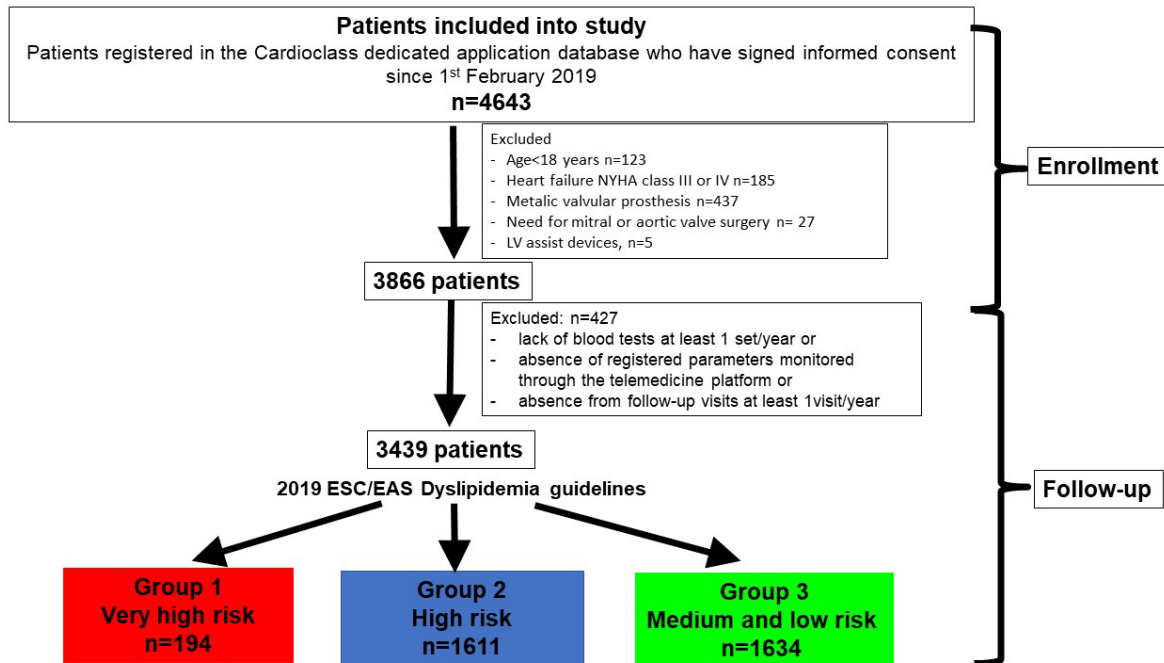 Patients included into study
Patients registered in the Cardioclass dedicated application database who have signed informed consent
since 1st February 2019
n=4643
Excluded
- Age<18 years n=123
- Heart failure NYHA class III or IV n=185
- Metalic valvular prosthesis n=437
- Need for mitral or aortic valve surgery n= 27
- LV assist devices, n=5
Enrollment
3866 patients
Excluded: n=427
- lack of blood tests at least 1 set/year or
- absence of registered parameters monitored
through the telemedicine platform or
- absence from follow-up visits at least 1visit/year
3439 patients
2019 ESC/EAS Dyslipidemia guidelines
Follow-up
Group 1
Very high risk
n=194
Group 2
High risk
n=1611
Group 3
Medium and low risk
n=1634